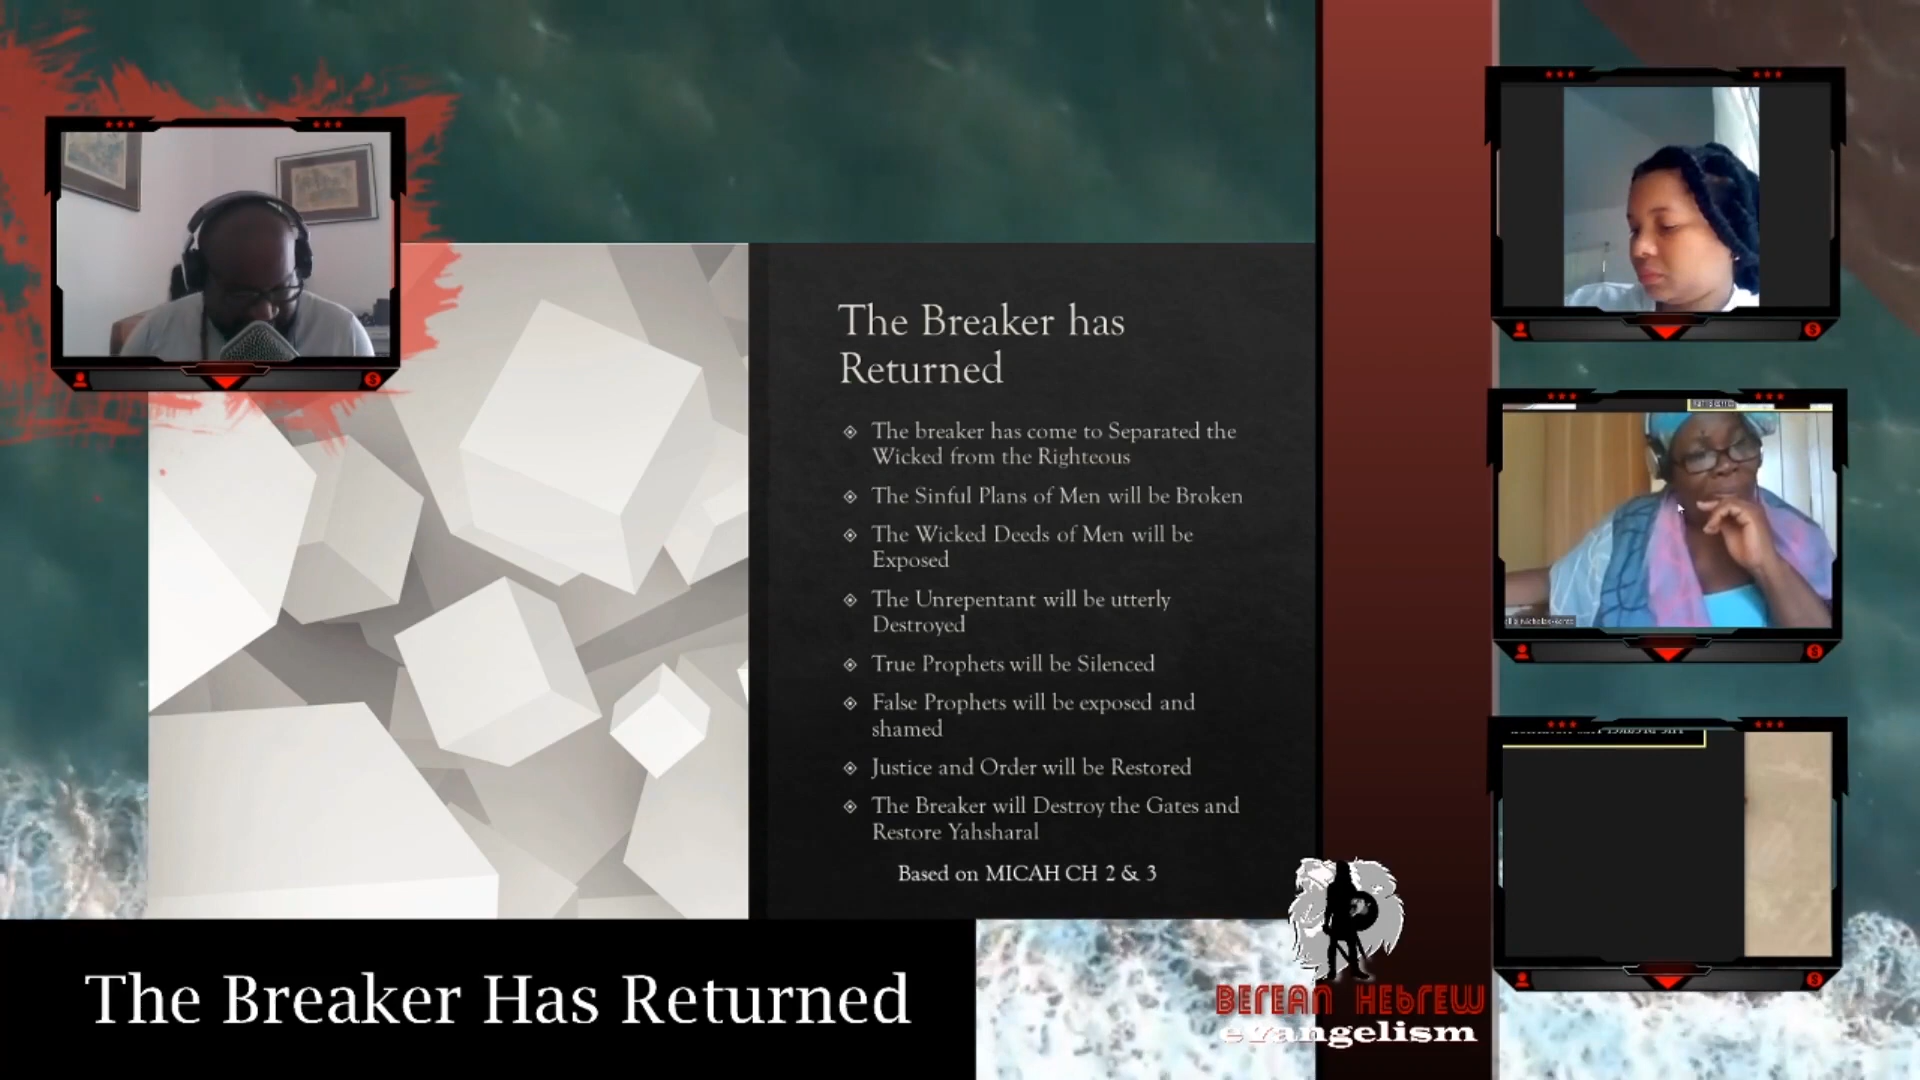 The Breaker has
Returned
The breaker has come to Separated the
Wicked from the Righteous
The Sinful Plans of Men will be Broken
The Wicked Deeds of Men will be
Exposed
The Unrepentant will be utterly
Destroyed
True Prophets will be Silenced
False Prophets will be exposed and
shamed
Justice and Order will be Restored
The Breaker will Destroy the Gates and
Restore Yahsharal
Based on MICAH CH 2 & 3
The Breaker Has Returned
BEREAN HEBREW
evangelism